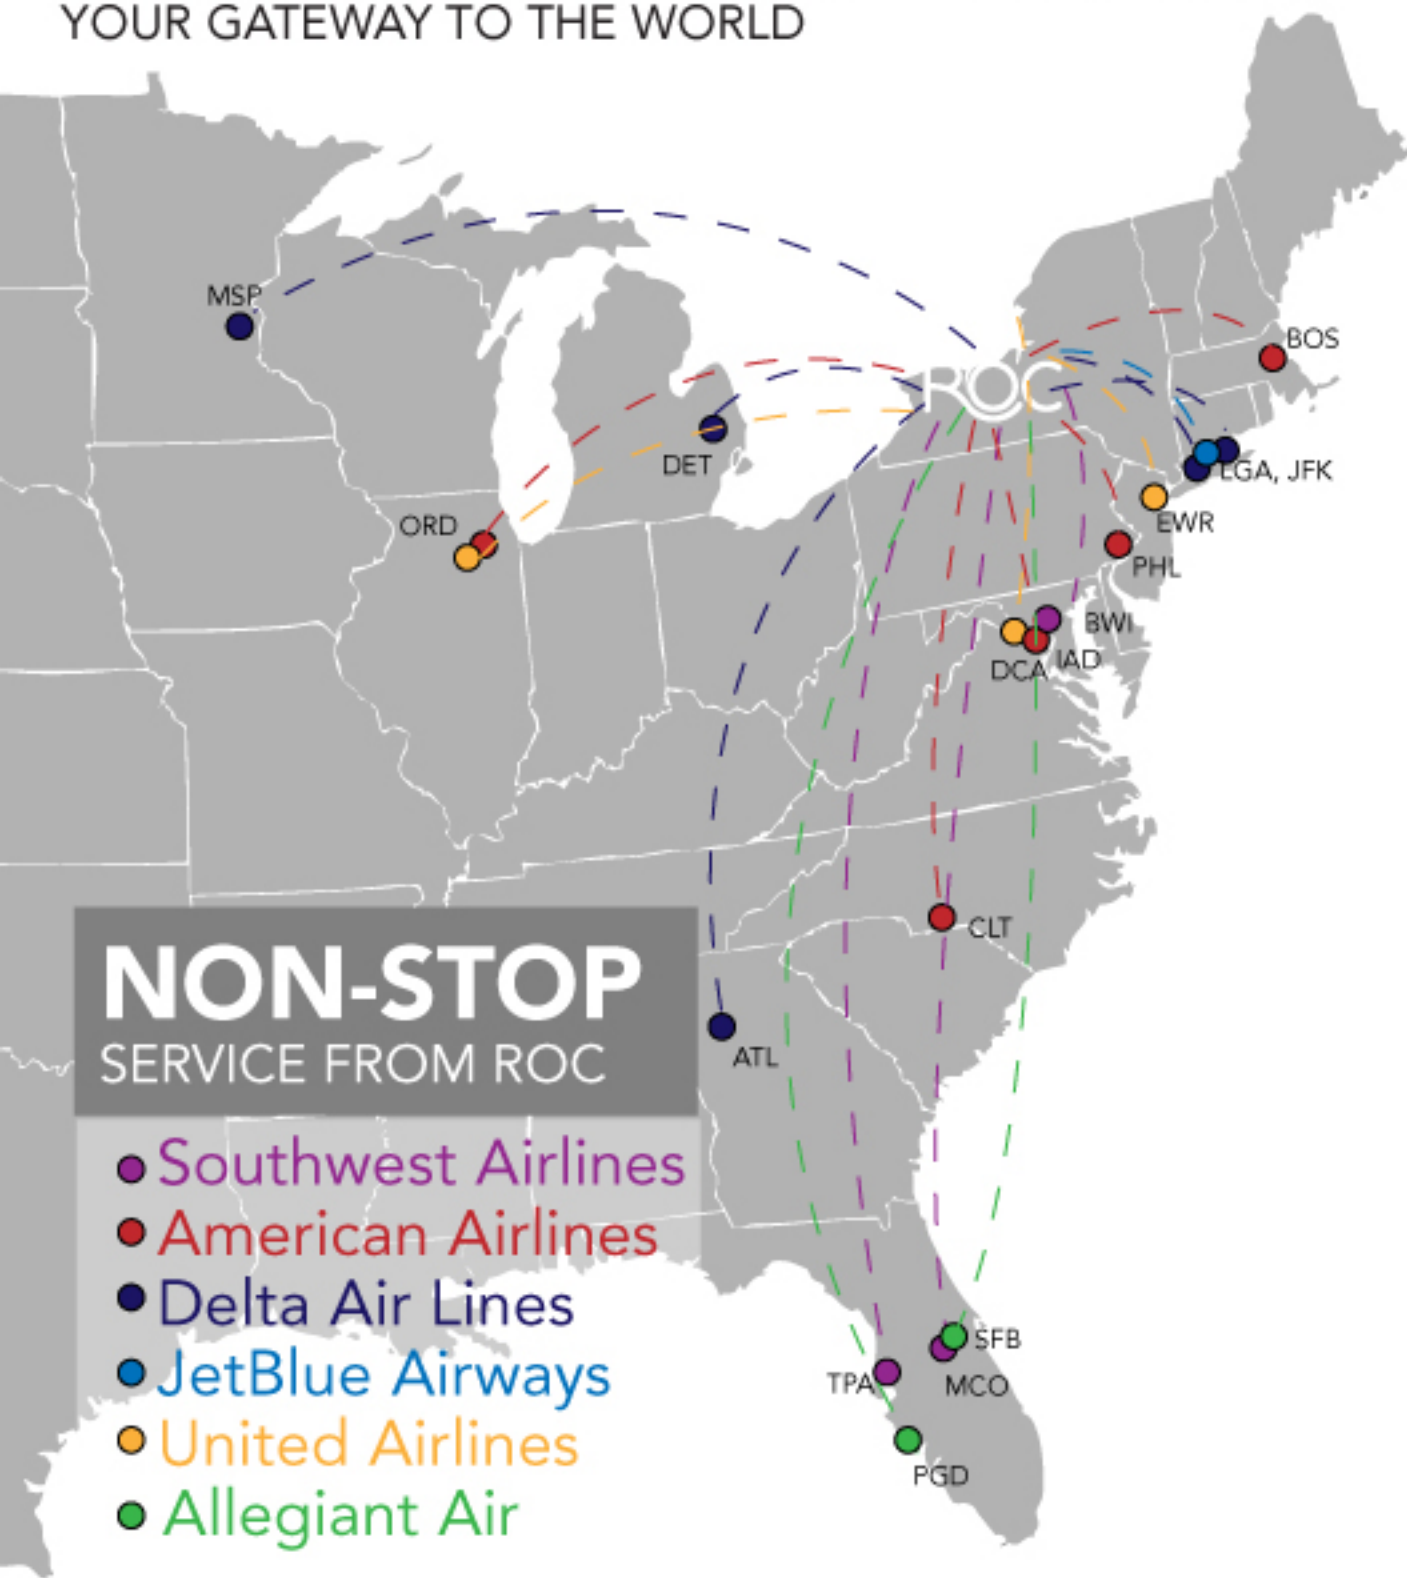 YOUR GATEWAY TO THE WORLD
MSP
BOS
ROC
DET
LGA, JFK
ORD
EWR
PHL
BWI
DCA
IAD
CLT
NON-STOP
SERVICE FROM ROC
ATL
Southwest Airlines
American Airlines
Delta Air Lines
JetBlue Airways
United Airlines
Allegiant Air
SFB
TPA
MCO
PGD